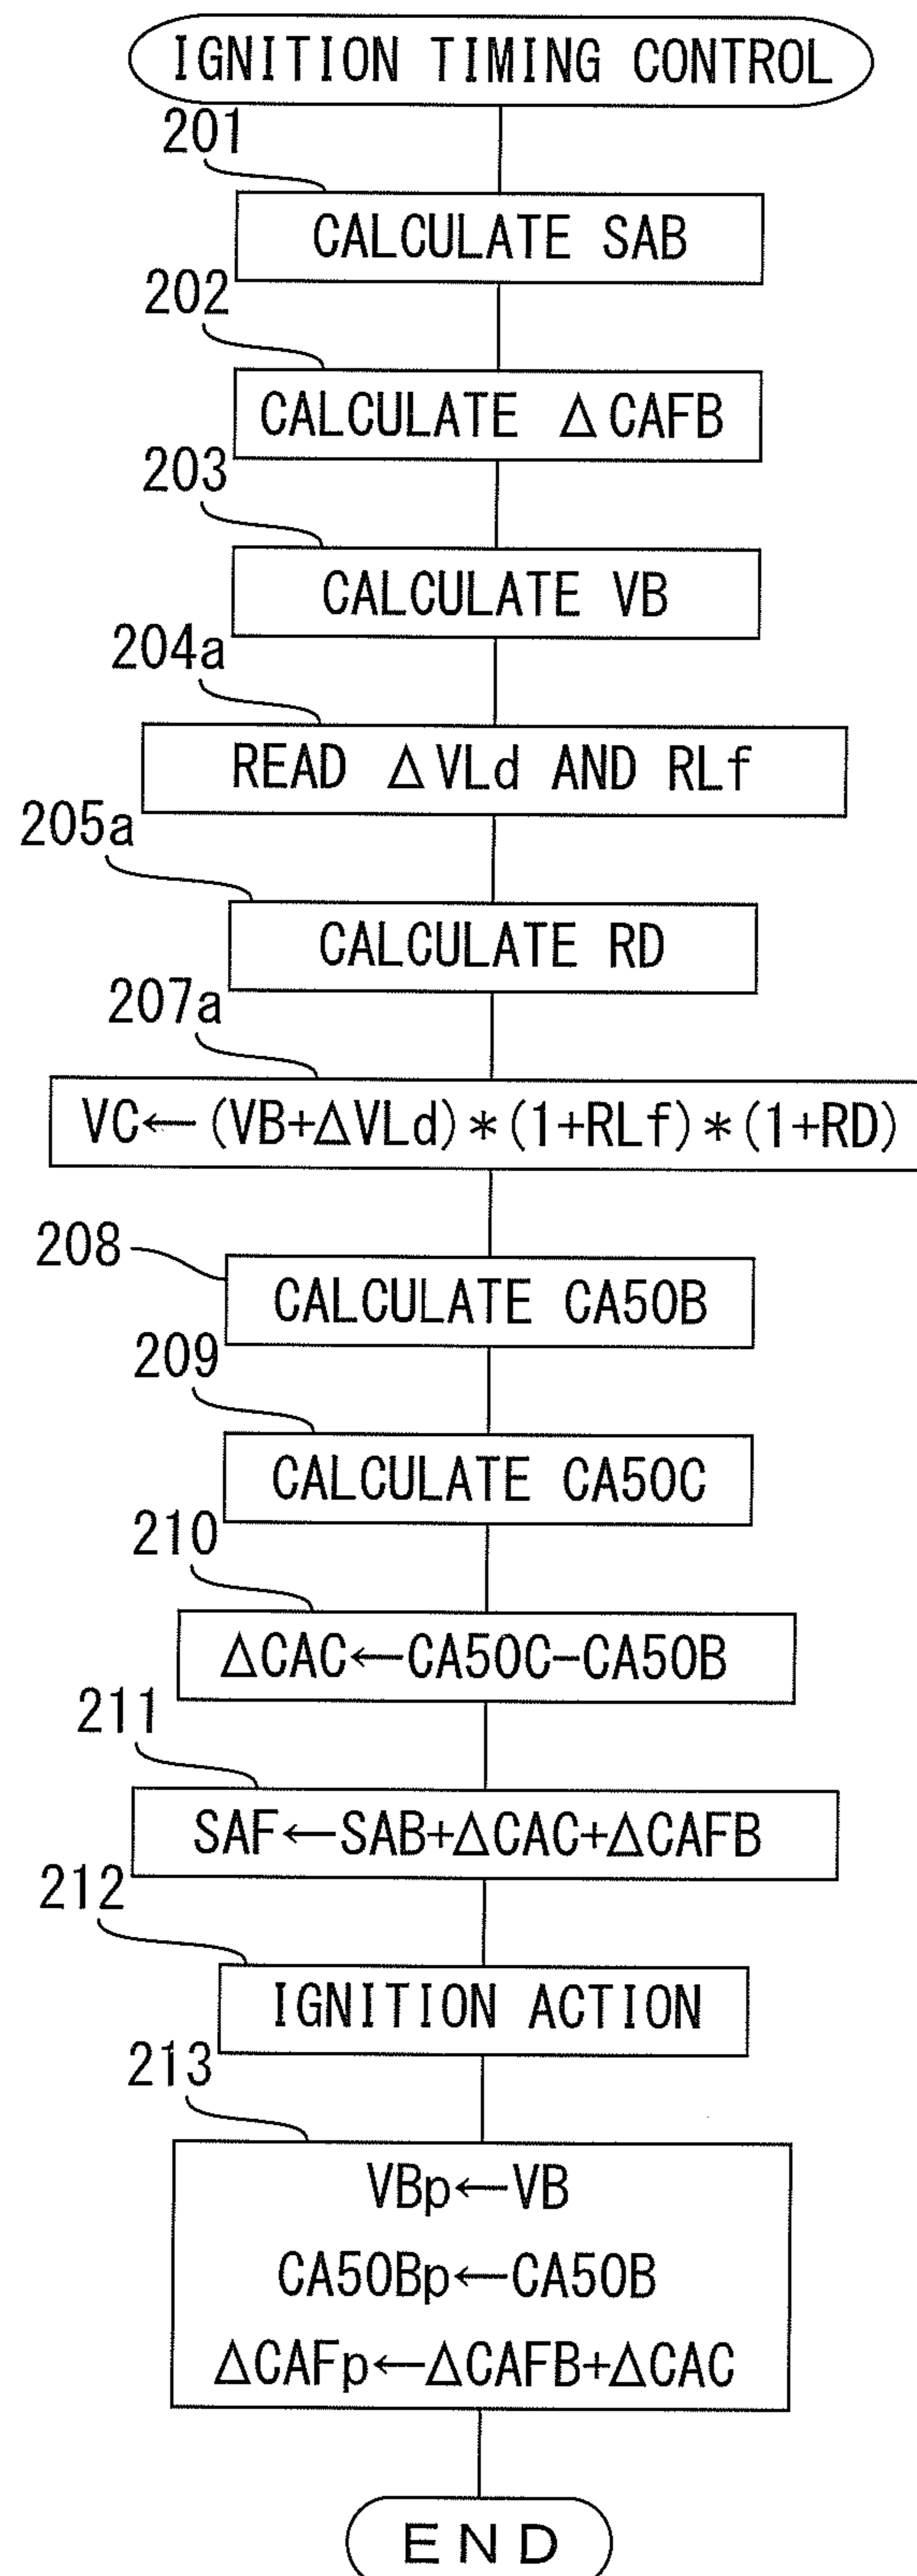 IGNITION TIMING CONTROL
201
CALCULATE SAB
202
CALCULATE ΔCAFB
203
CALCULATE VB
204a
READ ΔVLd AND RLf
205a
CALCULATE RD
207a
VC←(VB+ΔVLd)*(1+RLf)*(1+RD)
208
CALCULATE CA50B
209
CALCULATE CA50C
210
ΔCAC←CA50C-CA50B
211
SAF←SAB+ΔCAC+ΔCAFB
212
IGNITION ACTION
213
VBp←VB
CA50Bp←CA50B
ΔCAFp←ΔCAFB+ΔCAC
END